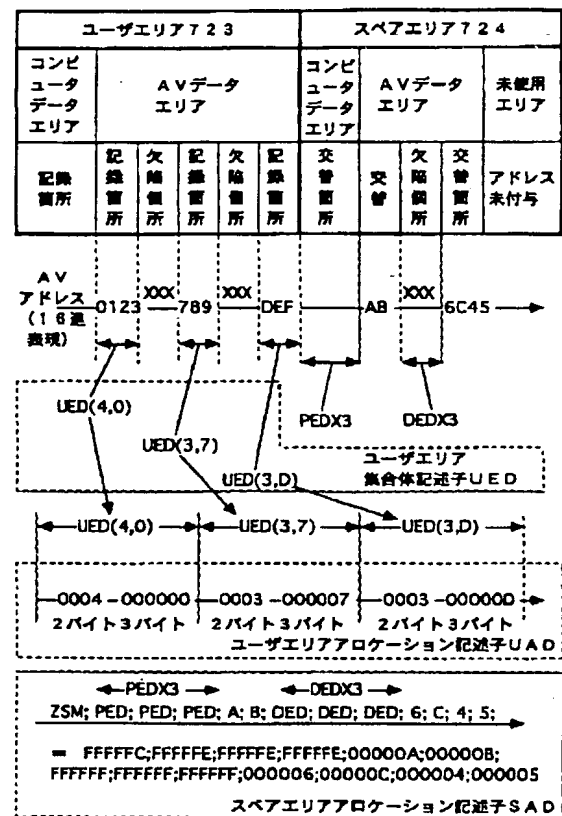 ユーザエリア７２３
スペアエリア７２４
コンピュータデータエリア
ＡＶデータエリア
コンピュータデータエリア
ＡＶデータエリア
未使用エリア
記録箇所
記録箇所
欠陥個所
記録箇所
欠陥個所
記録箇所
交替箇所
交替
欠陥個所
交替箇所
アドレス未付与
ＡＶアドレス（１６進表現）
0123 XXX 789 XXX DEF AB XXX 6C45
UED(4,0)
UED(3,7)
UED(3,D)
PEDX3
DEDX3
ユーザエリア
集合体記述子ＵＥＤ
UED(4,0) UED(3,7) UED(3,D)
0004 -000000 0003 -000007 0003 -00000D
２バイト３バイト ２バイト３バイト ２バイト３バイト
ユーザエリアアロケーション記述子ＵＡＤ
PEDX3 DEDX3
ZSM; PED; PED; PED; A; B; DED; DED; DED; 6; C; 4; 5;
= FFFFFC;FFFFFE;FFFFFE;FFFFFE;00000A;00000B;
FFFFFF;FFFFFF;FFFFFF;000006;00000C;000004;000005
スペアエリアアロケーション記述子ＳＡＤ